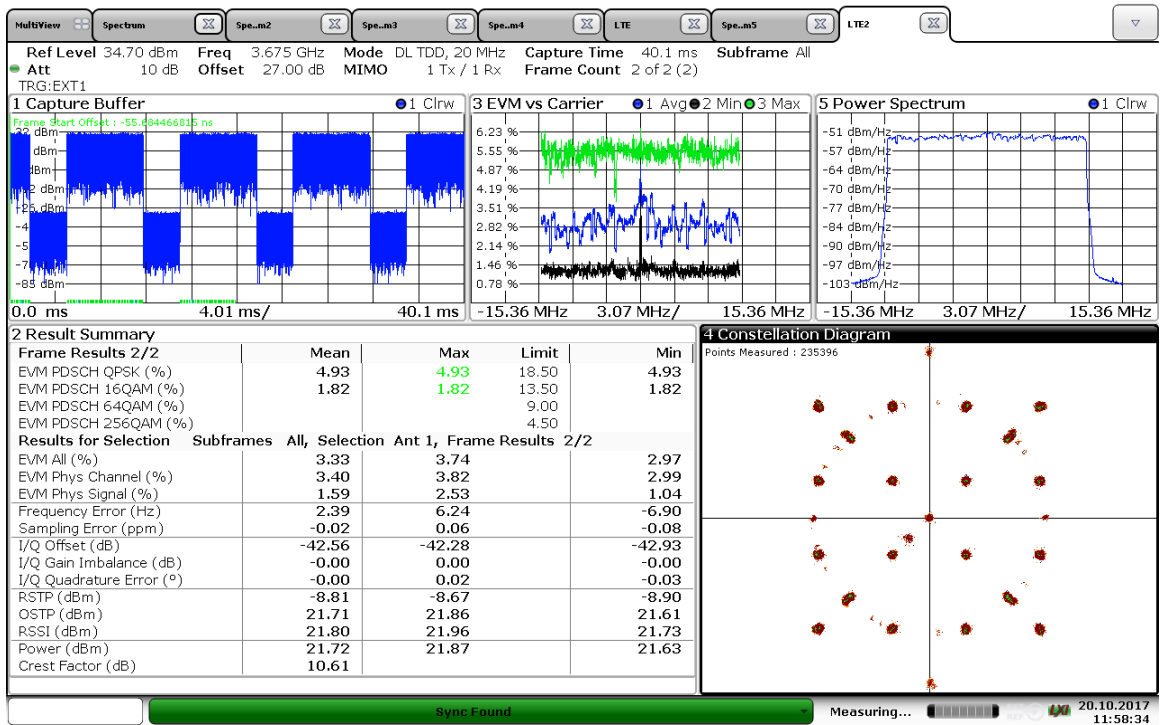 MultiView Spectrum Spe..m2 Spe..m3 Spe..m4 LTE Spe..m5 LTE2
Ref Level 34.70 dBm Freq 3.675 GHz Mode DL TDD, 20 MHz Capture Time 40.1 ms Subframe All
Att 10 dB Offset 27.00 dB MIMO 1 Tx / 1 Rx Frame Count 2 of 2 (2)
TRG:EXT1
1 Capture Buffer 1 Clrw
Frame Start Offset : -55.684466815 ns
32 dBm
dBm
dBm
2 dBm
-25 dBm
-4
-5
-7
-85 dBm
0.0 ms 4.01 ms/ 40.1 ms
3 EVM vs Carrier 1 Avg 2 Min 3 Max
6.23 %
5.55 %
4.87 %
4.19 %
3.51 %
2.82 %
2.14 %
1.46 %
0.78 %
-15.36 MHz 3.07 MHz/ 15.36 MHz
5 Power Spectrum 1 Clrw
-51 dBm/Hz
-57 dBm/Hz
-64 dBm/Hz
-70 dBm/Hz
-77 dBm/Hz
-84 dBm/Hz
-90 dBm/Hz
-97 dBm/Hz
-103 dBm/Hz
-15.36 MHz 3.07 MHz/ 15.36 MHz
2 Result Summary
Frame Results 2/2 Mean Max Limit Min
EVM PDSCH QPSK (%) 4.93 4.93 18.50 4.93
EVM PDSCH 16QAM (%) 1.82 1.82 13.50 1.82
EVM PDSCH 64QAM (%) 9.00
EVM PDSCH 256QAM (%) 4.50
Results for Selection Subframes All, Selection Ant 1, Frame Results 2/2
EVM All (%) 3.33 3.74 2.97
EVM Phys Channel (%) 3.40 3.82 2.99
EVM Phys Signal (%) 1.59 2.53 1.04
Frequency Error (Hz) 2.39 6.24 -6.90
Sampling Error (ppm) -0.02 0.06 -0.08
I/Q Offset (dB) -42.56 -42.28 -42.93
I/Q Gain Imbalance (dB) -0.00 0.00 -0.00
I/Q Quadrature Error (°) -0.00 0.02 -0.03
RSTP (dBm) -8.81 -8.67 -8.90
OSTP (dBm) 21.71 21.86 21.61
RSSI (dBm) 21.80 21.96 21.73
Power (dBm) 21.72 21.87 21.63
Crest Factor (dB) 10.61
4 Constellation Diagram
Points Measured : 235396
Sync Found
Measuring...
REF
LXI
20.10.2017
11:58:34